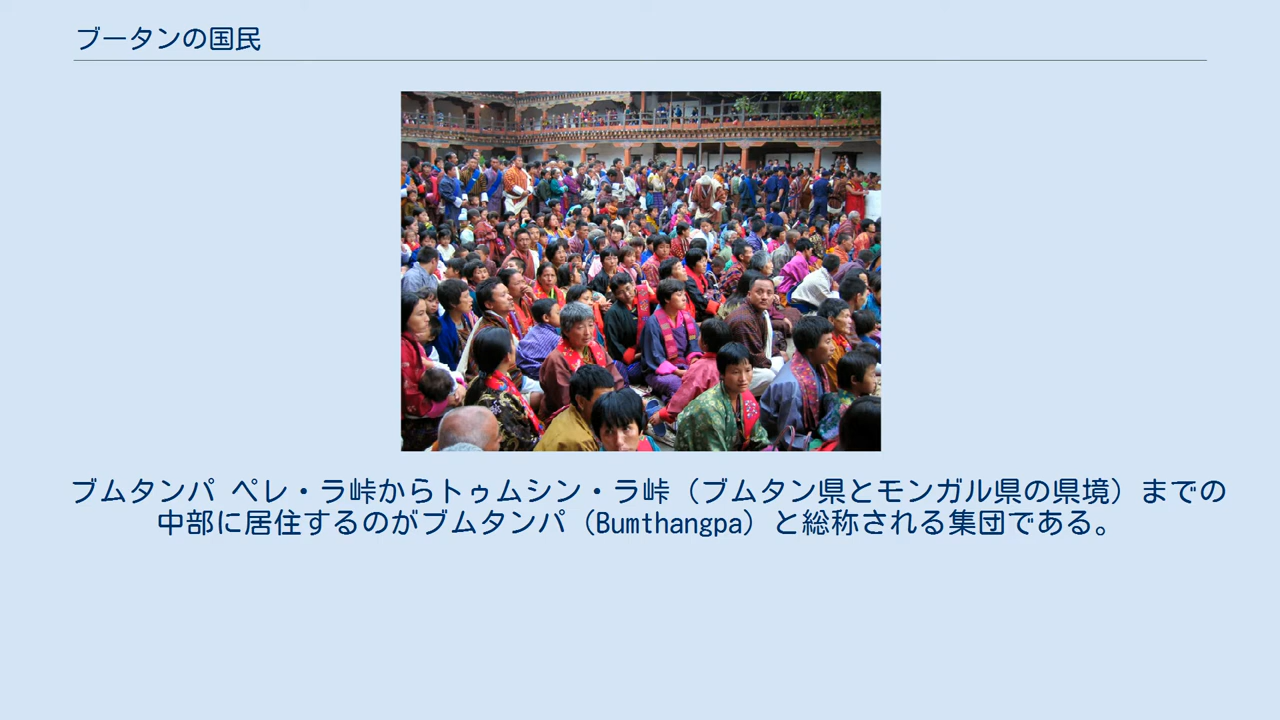 ブータンの国民
ブムタンパ ペレ・ラ峠からトゥムシン・ラ峠（ブムタン県とモンガル県の県境）までの
中部に居住するのがブムタンパ（Bumthangpa）と総称される集団である。